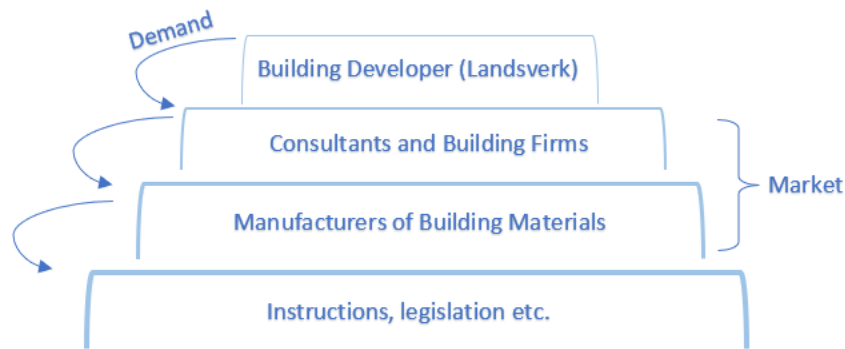 Demand
Building Developer (Landsverk)
Consultants and Building Firms
Market
Manufacturers of Building Materials
Instructions, legislation etc.